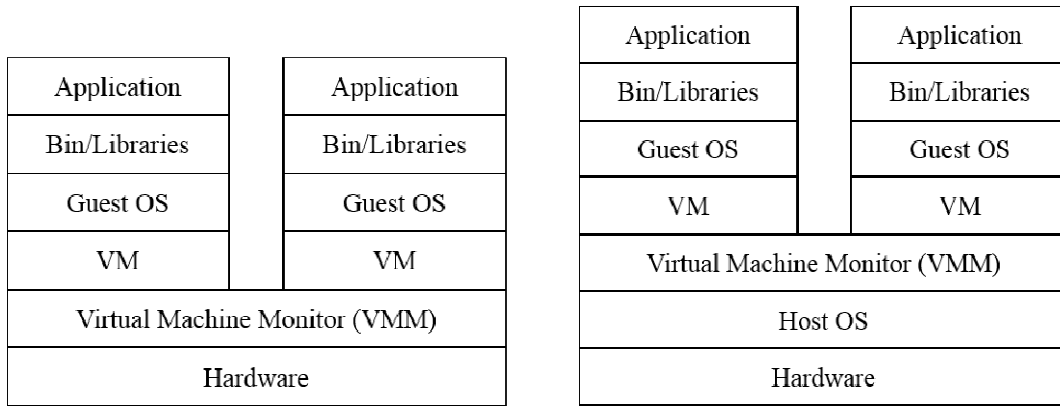 Application
Application
Bin/Libraries
Bin/Libraries
Guest OS
Guest OS
VM
VM
Virtual Machine Monitor (VMM)
Hardware
Application
Application
Bin/Libraries
Bin/Libraries
Guest OS
Guest OS
VM
VM
Virtual Machine Monitor (VMM)
Host OS
Hardware